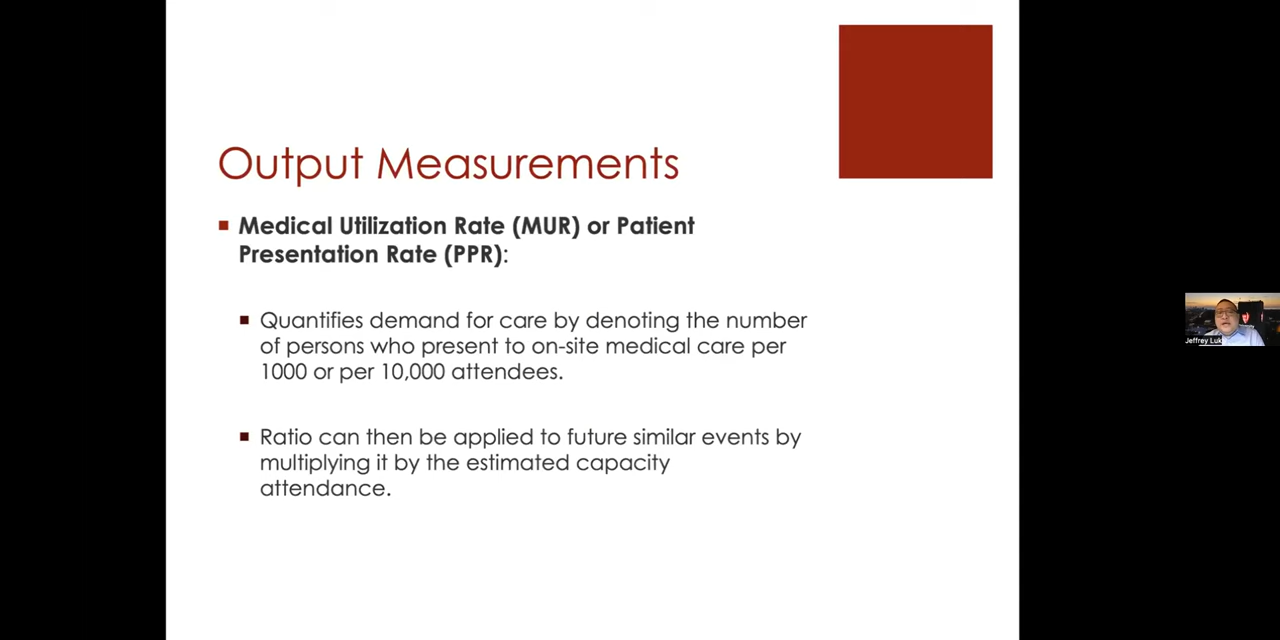 Output Measurements
Medical Utilization Rate (MUR) or Patient
Presentation Rate (PPR):
Quantifies demand for care by denoting the number
of persons who present to on-site medical care per
1000 or per 10,000 attendees.
Ratio can then be applied to future similar events by
multiplying it by the estimated capacity
attendance.
Jeffrey Luk